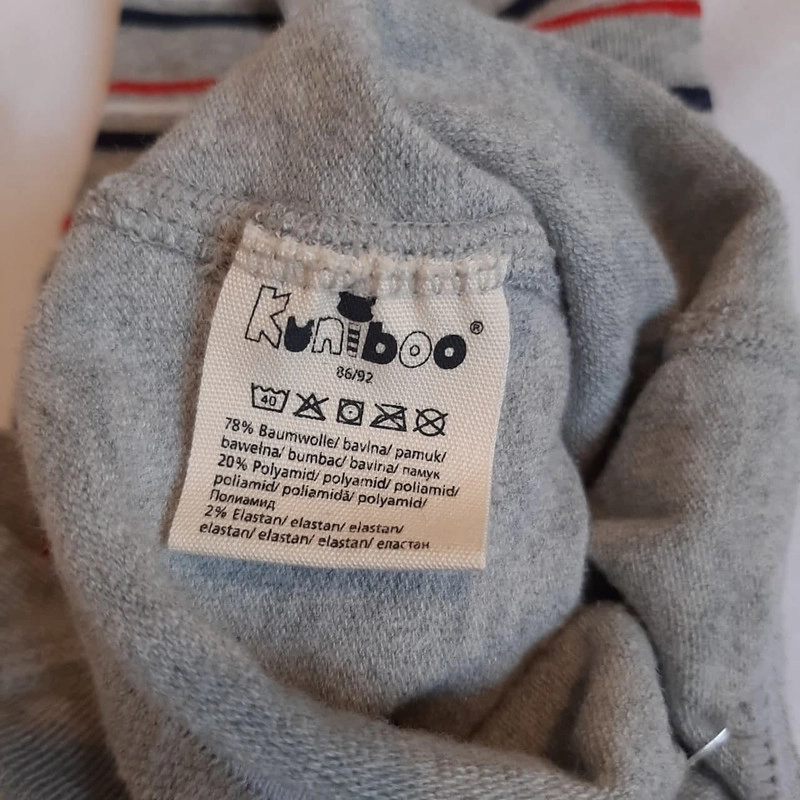 Kuniboo®
86/92
40
78% Baumwolle/ bavlna/ pamuk/
bawełna/ bumbac/ bavlna/ памук
20% Polyamid/ polyamid/ poliamid/
poliamid/ poliamidă/ polyamid/
Полиамид
2% Elastan/ elastan/ elastan/
elastan/ elastan/ elastan/ еластан